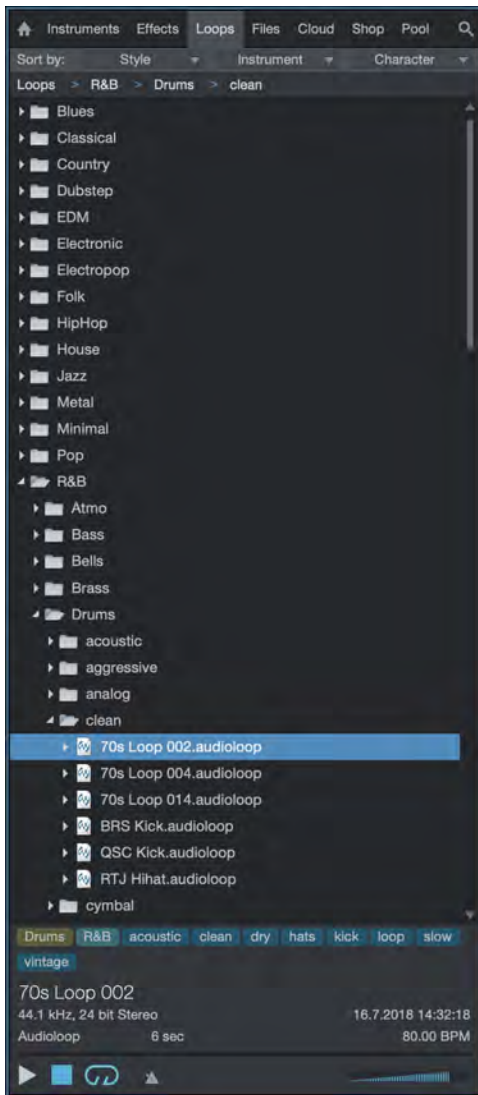 Instruments Effects Loops Files Cloud Shop Pool
Sort by: Style Instrument Character
Loops > R&B > Drums > clean
Blues
Classical
Country
Dubstep
EDM
Electronic
Electropop
Folk
HipHop
House
Jazz
Metal
Minimal
Pop
R&B
Atmo
Bass
Bells
Brass
Drums
acoustic
aggressive
analog
clean
70s Loop 002.audioloop
70s Loop 004.audioloop
70s Loop 014.audioloop
BRS Kick.audioloop
QSC Kick.audioloop
RTJ Hihat.audioloop
cymbal
Drums R&B acoustic clean dry hats kick loop slow
vintage
70s Loop 002
44.1 kHz, 24 bit Stereo 16.7.2018 14:32:18
Audioloop 6 sec 80.00 BPM